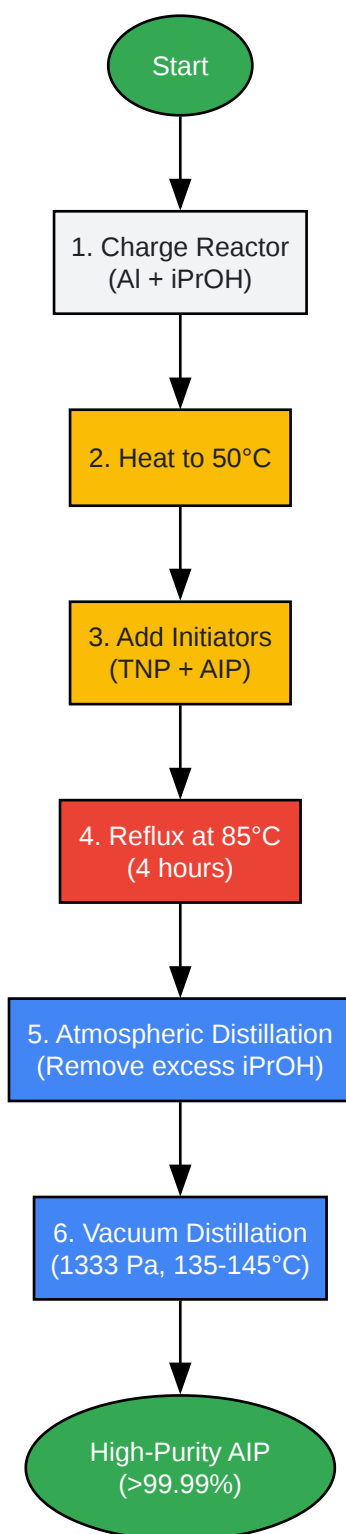 Start
1. Charge Reactor
(Al + iPrOH)
2. Heat to 50°C
3. Add Initiators
(TNP + AIP)
4. Reflux at 85°C
(4 hours)
5. Atmospheric Distillation
(Remove excess iPrOH)
6. Vacuum Distillation
(1333 Pa, 135-145°C)
High-Purity AIP
(>99.99%)